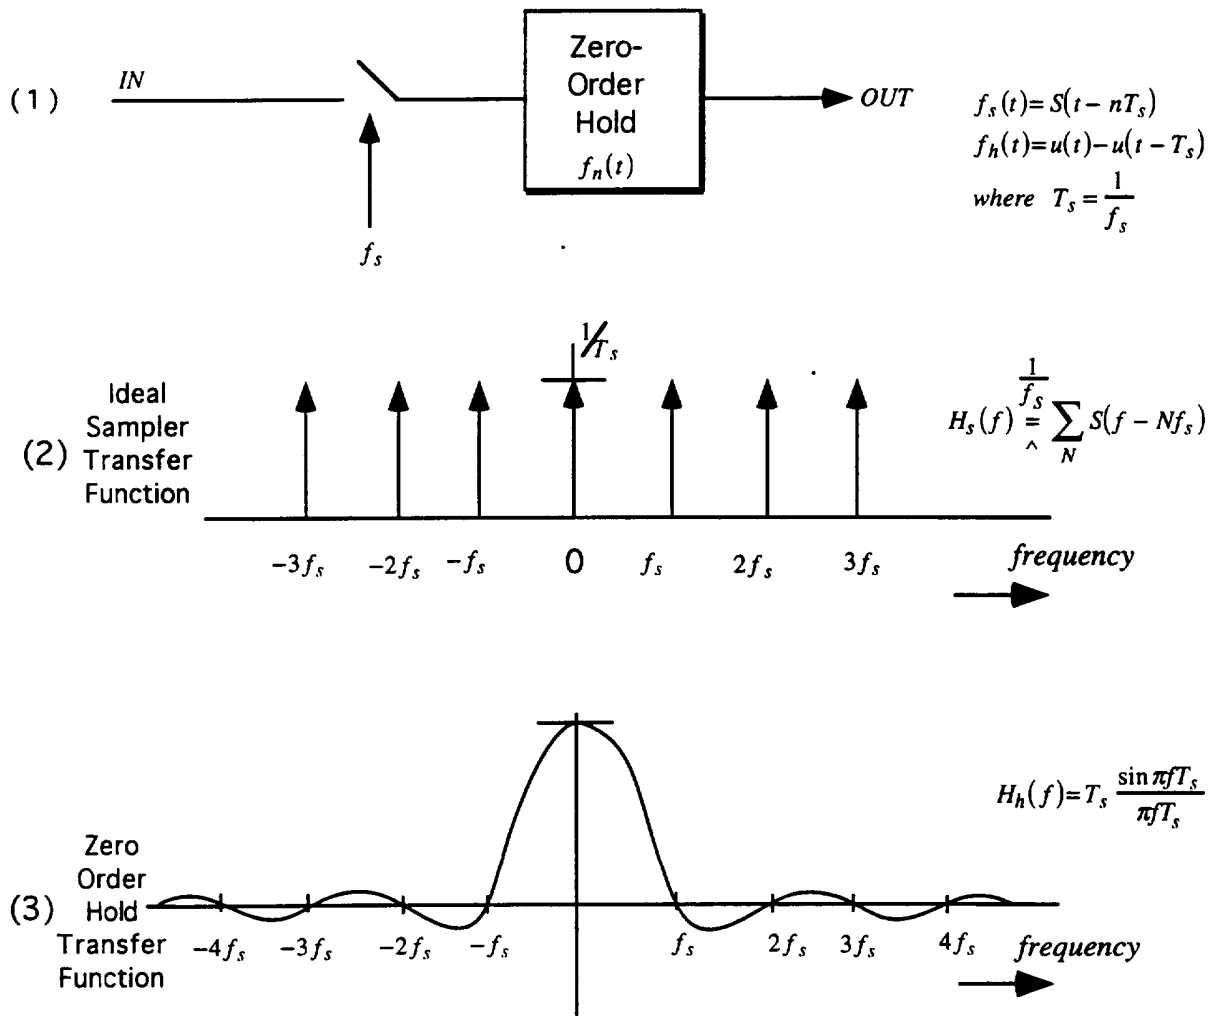 (1)
IN
Zero-
Order
Hold
f_n(t)
OUT
f_s
f_s(t)=S(t−nT_s)
f_h(t)=u(t)−u(t−T_s)
where T_s=1/f_s
(2)
Ideal
Sampler
Transfer
Function
1/T_s
−3f_s −2f_s −f_s 0 f_s 2f_s 3f_s frequency
1/f_s
H_s(f) = ∑_N S(f−Nf_s)
^
(3)
Zero
Order
Hold
Transfer
Function
−4f_s −3f_s −2f_s −f_s f_s 2f_s 3f_s 4f_s frequency
H_h(f)=T_s sin πfT_s/πfT_s